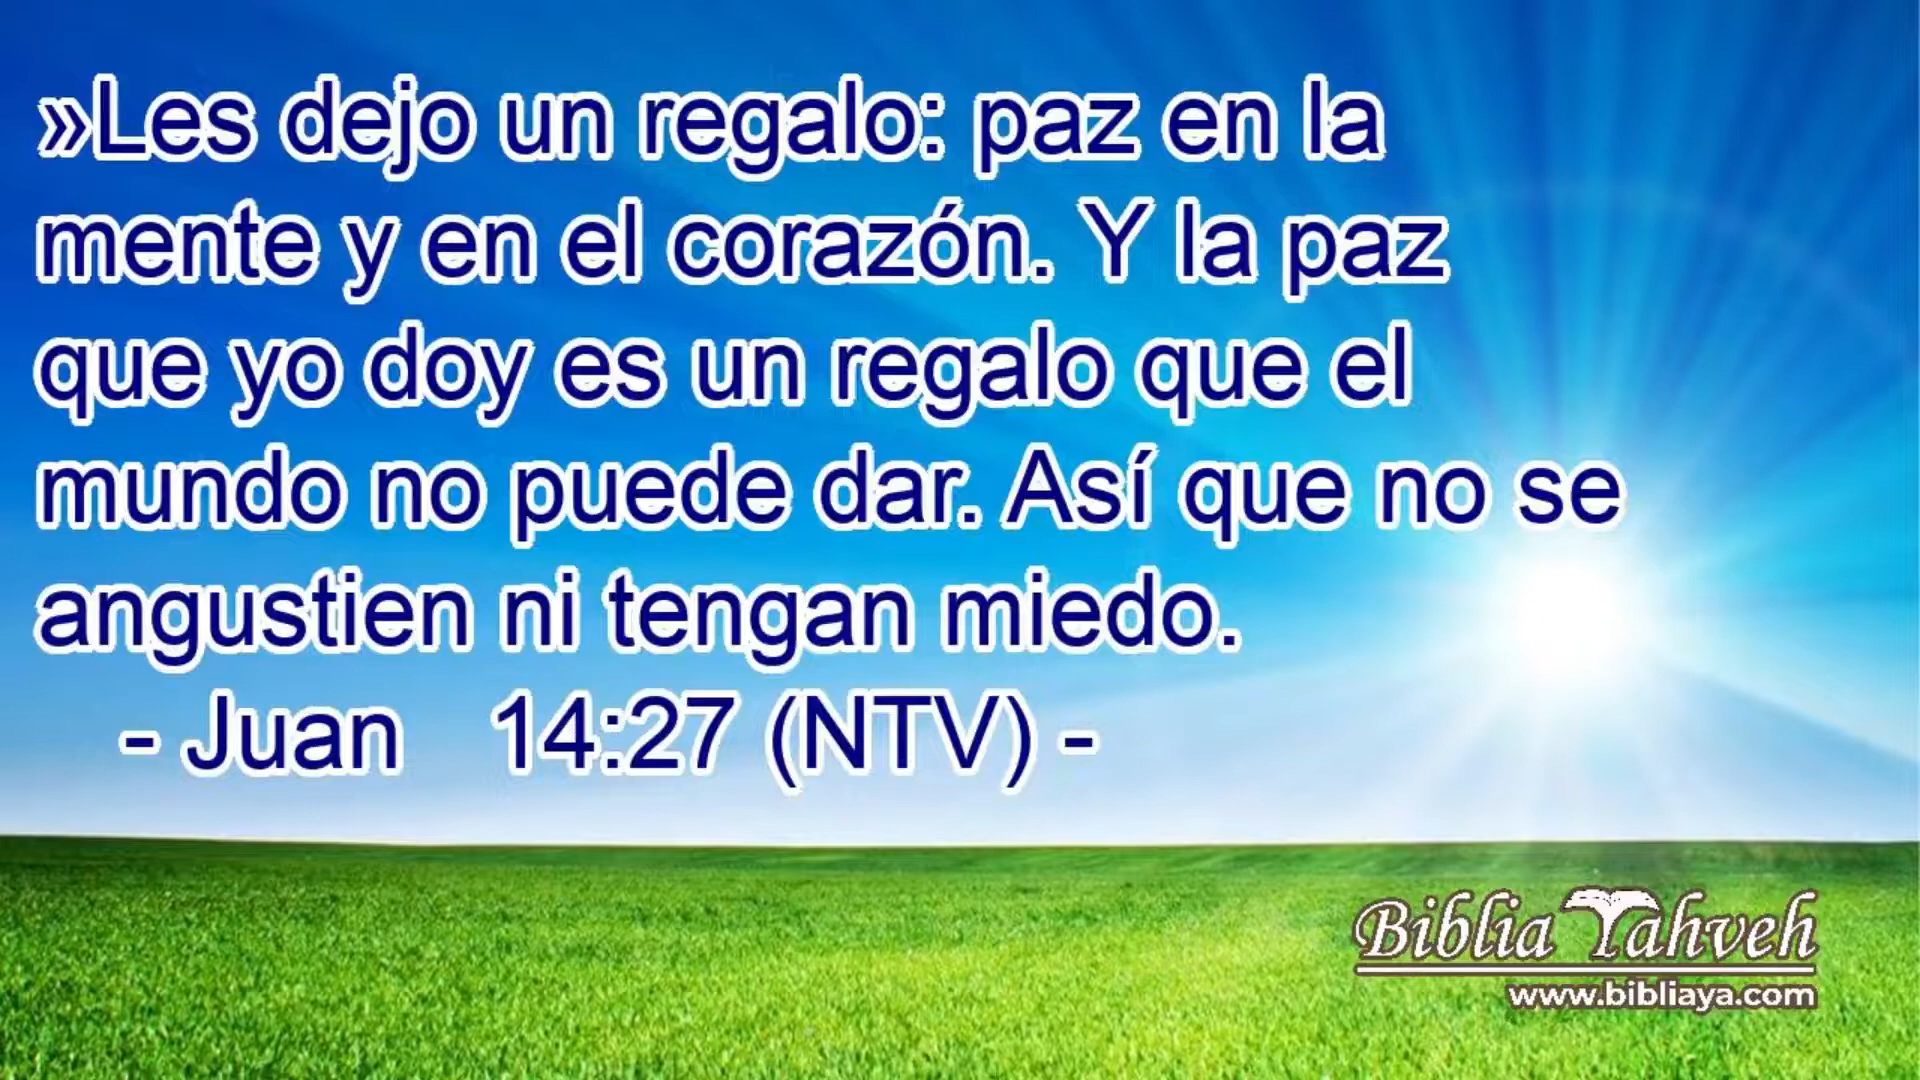 »Les dejo un regalo: paz en la
mente y en el corazón. Y la paz
que yo doy es un regalo que el
mundo no puede dar. Así que no se
angustien ni tengan miedo.
- Juan 14:27 (NTV) -
Biblia Yahveh
www.bibliaya.com